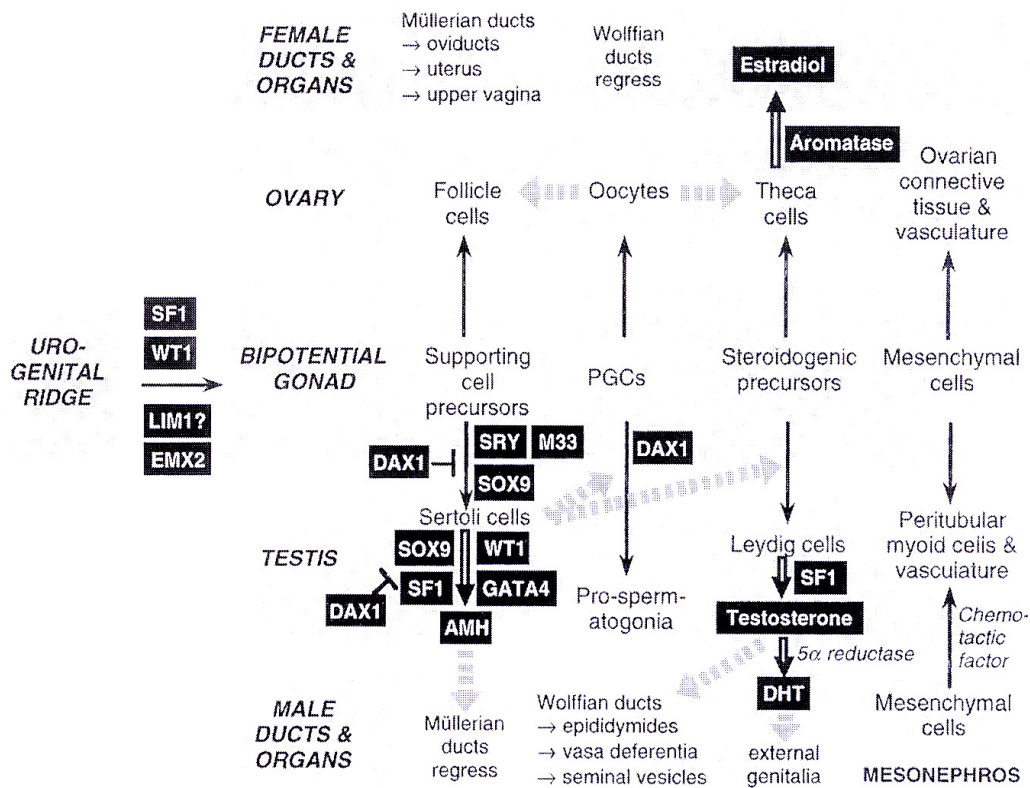 FEMALE
DUCTS &
ORGANS
Müllerian ducts
→ oviducts
→ uterus
→ upper vagina
Wolffian
ducts
regress
Estradiol
Aromatase
OVARY
Follicle
cells
Oocytes
Theca
cells
Ovarian
connective
tissue &
vasculature
URO-
GENITAL
RIDGE
SF1
WT1
LIM1?
EMX2
BIPOTENTIAL
GONAD
Supporting
cell
precursors
PGCs
Steroidogenic
precursors
Mesenchymal
cells
DAX1
SRY
M33
SOX9
DAX1
TESTIS
Sertoli cells
SOX9
WT1
DAX1
SF1
GATA4
AMH
Pro-sperm-
atogonia
Leydig cells
SF1
Testosterone
5α reductase
DHT
Peritubular
myoid cells &
vasculature
Chemo-
tactic
factor
Mesenchymal
cells
MALE
DUCTS &
ORGANS
Müllerian
ducts
regress
Wolffian ducts
→ epididymides
→ vasa deferentia
→ seminal vesicles
external
genitalia
MESONEPHROS